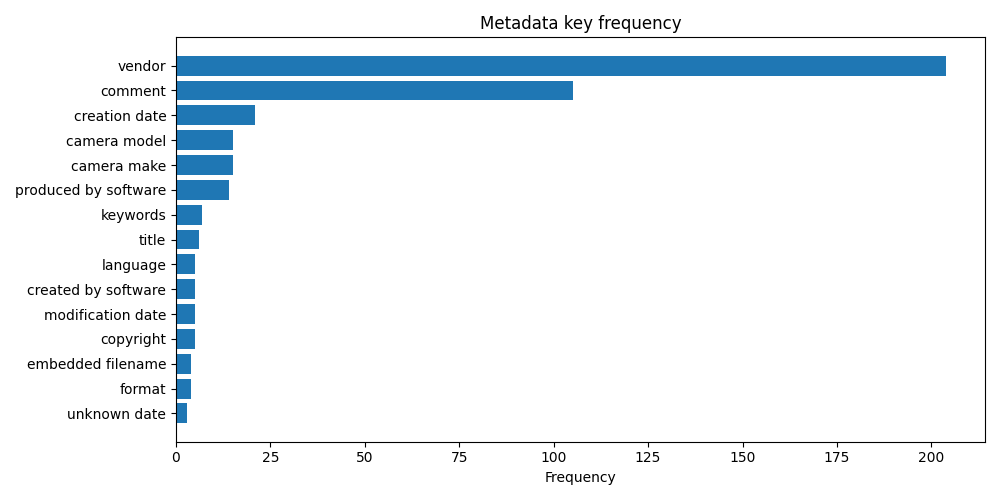 Metadata key frequency
vendor
comment
creation date
camera model
camera make
produced by software
keywords
title
language
created by software
modification date
copyright
embedded filename
format
unknown date
0 25 50 75 100 125 150 175 200
Frequency